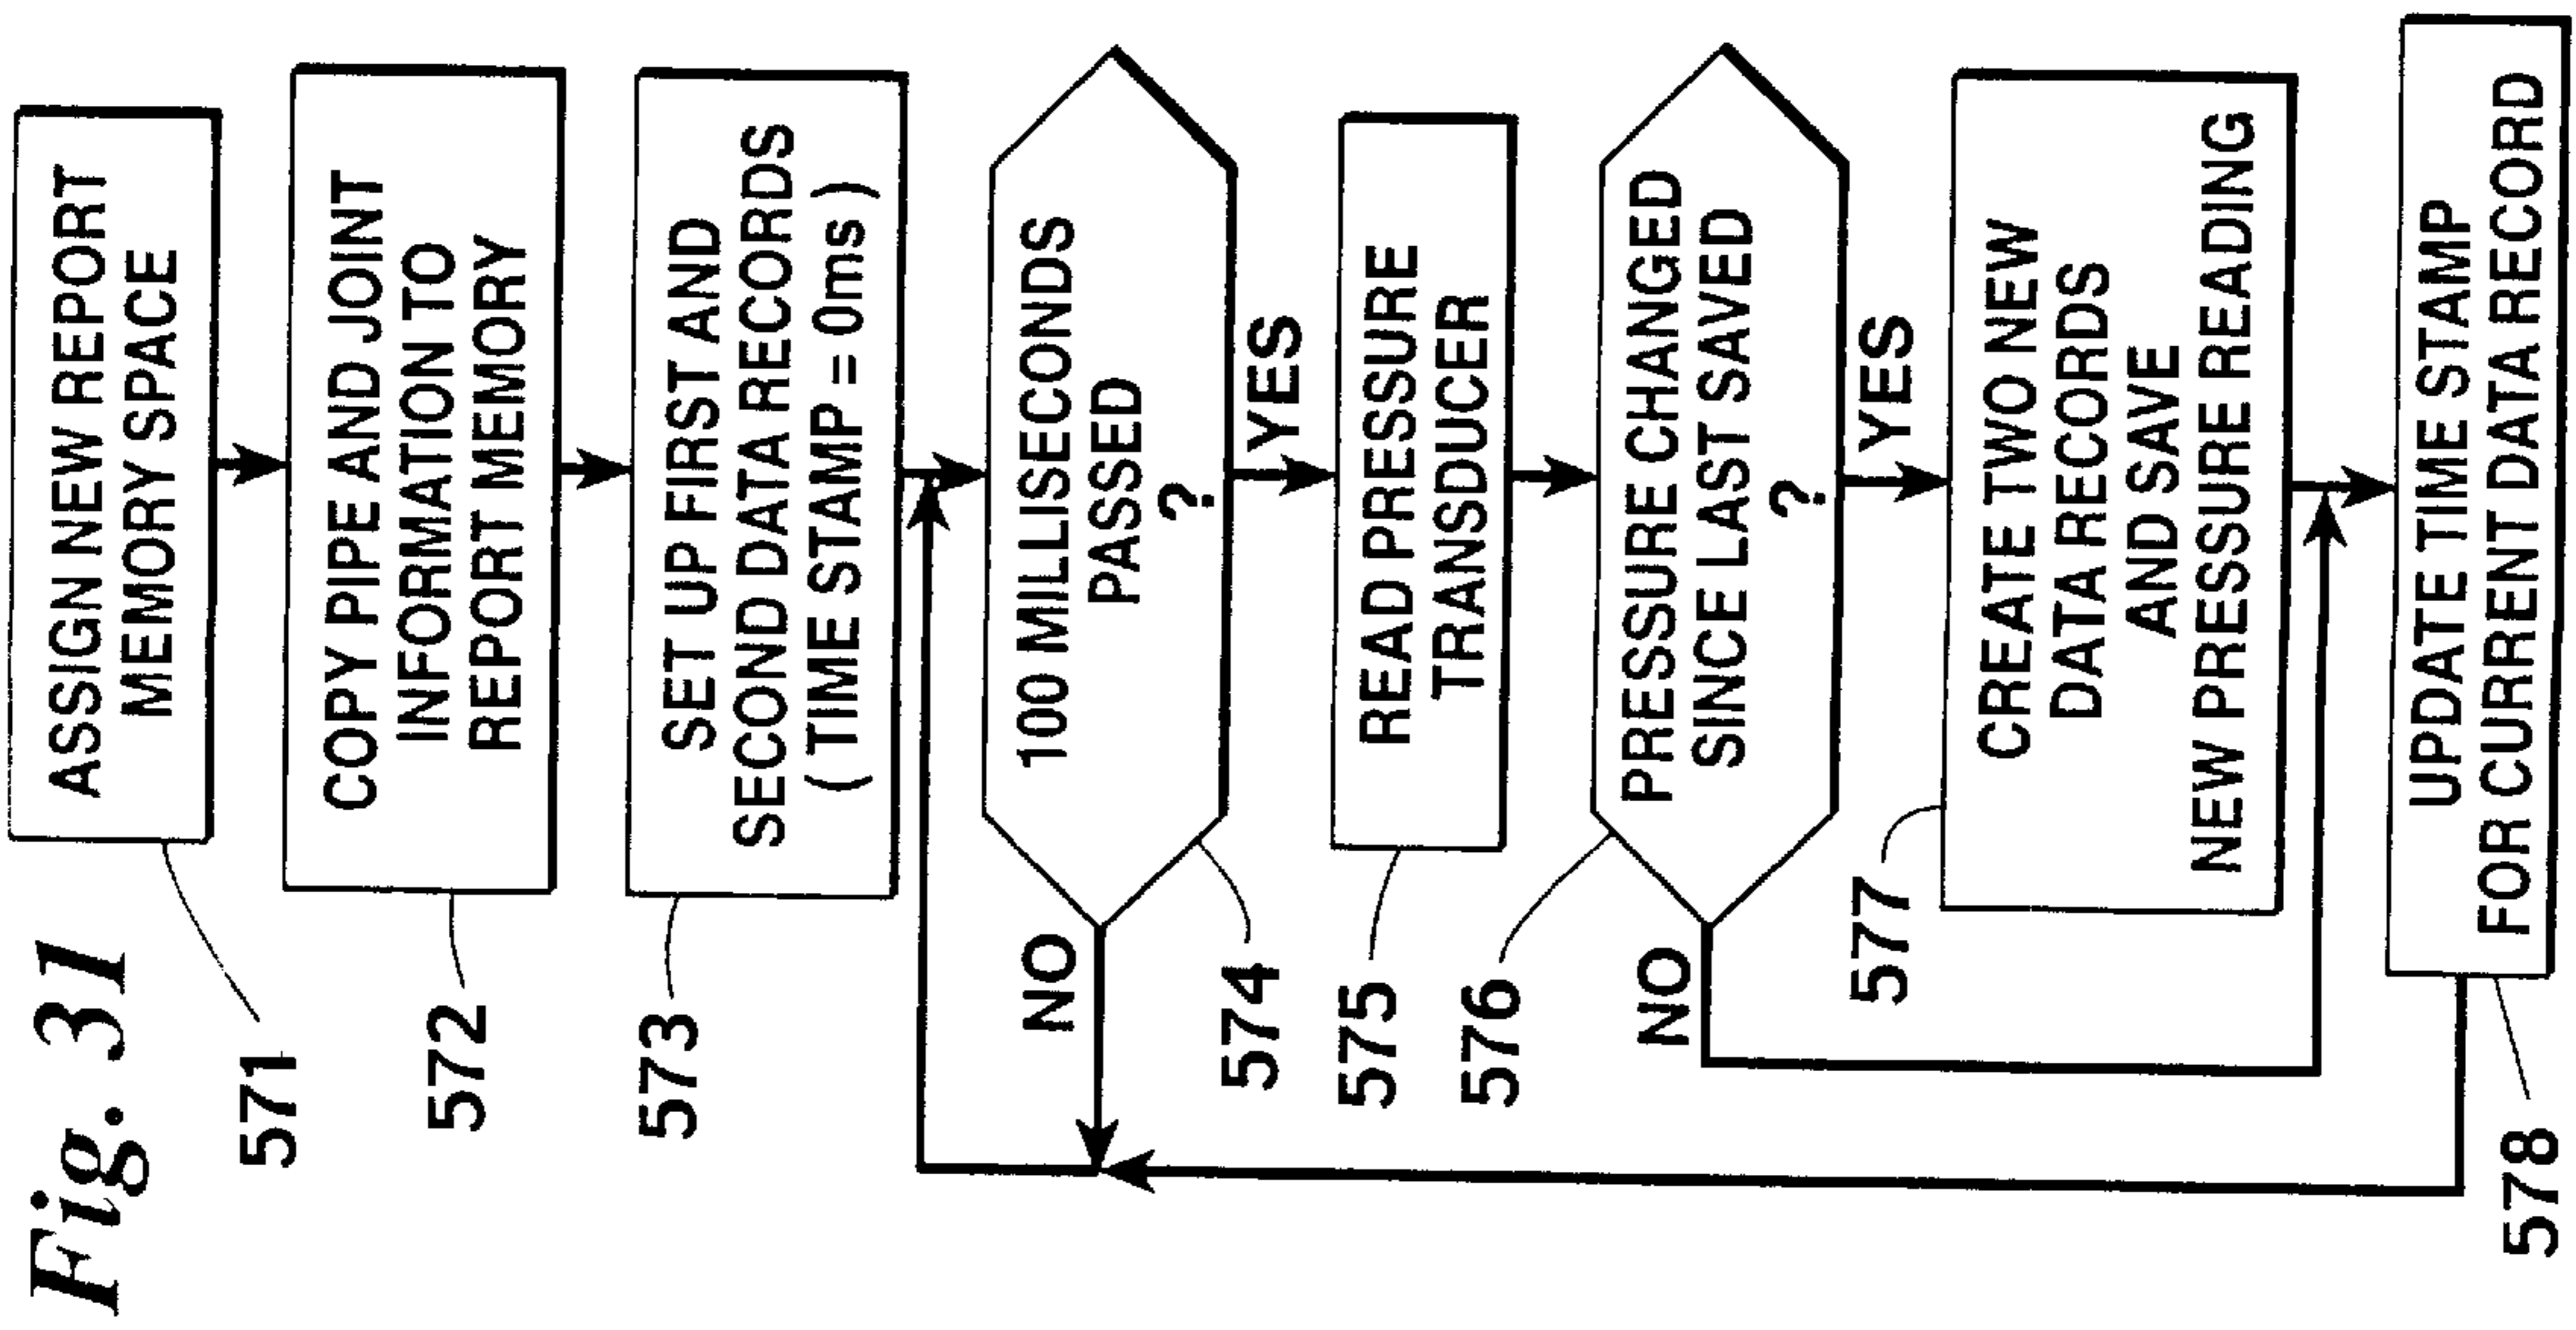 Fig. 31
571
ASSIGN NEW REPORT
MEMORY SPACE
572
COPY PIPE AND JOINT
INFORMATION TO
REPORT MEMORY
573
SET UP FIRST AND
SECOND DATA RECORDS
( TIME STAMP = 0ms )
NO
574
100 MILLISECONDS
PASSED
?
YES
575
READ PRESSURE
TRANSDUCER
576
NO
PRESSURE CHANGED
SINCE LAST SAVED
?
YES
577
CREATE TWO NEW
DATA RECORDS
AND SAVE
NEW PRESSURE READING
578
UPDATE TIME STAMP
FOR CURRENT DATA RECORD